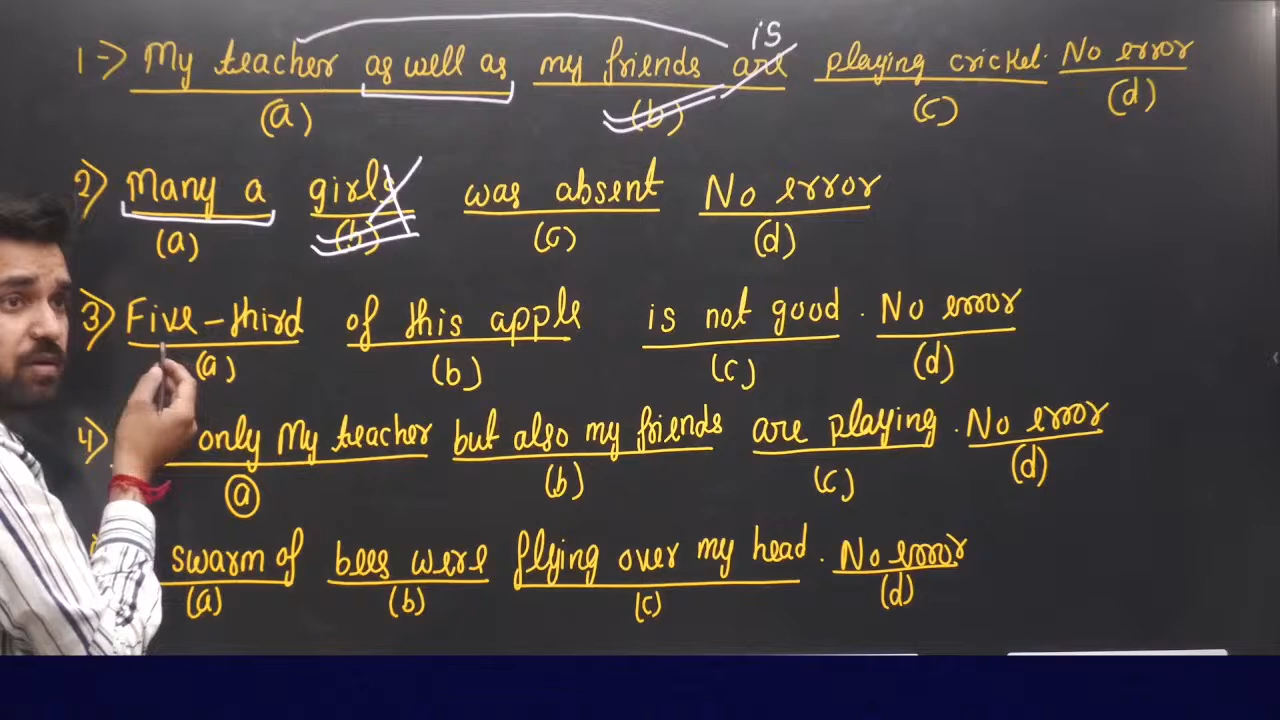 is
1-> My teacher as well as my friends are playing cricket. No error
(a) (b) (c) (d)
2) Many a girls was absent No error
(a) (b) (c) (d)
3) Five-third of this apple is not good. No error
(a) (b) (c) (d)
4) only My teacher but also my friends are playing. No error
(a) (b) (c) (d)
swarm of bees were flying over my head. No error
(a) (b) (c) (d)